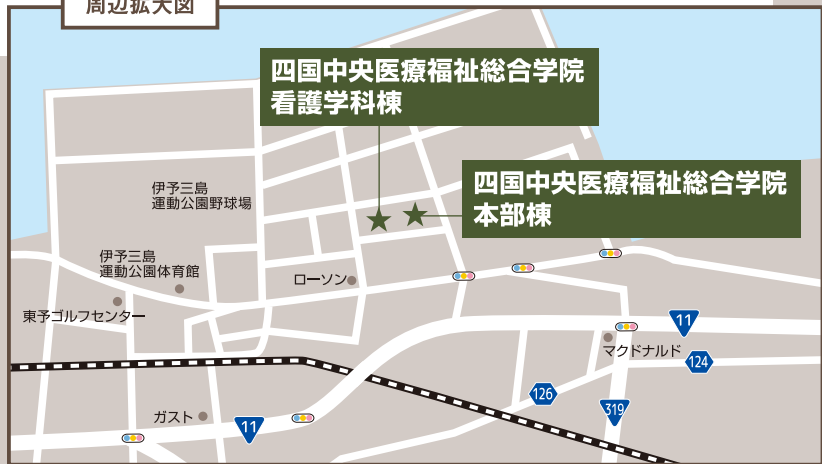 周辺拡大図
四国中央医療福祉総合学院
看護学科棟
四国中央医療福祉総合学院
本部棟
伊予三島
運動公園野球場
伊予三島
運動公園体育館
ローソン
東予ゴルフセンター
11
マクドナルド
124
126
319
ガスト
11